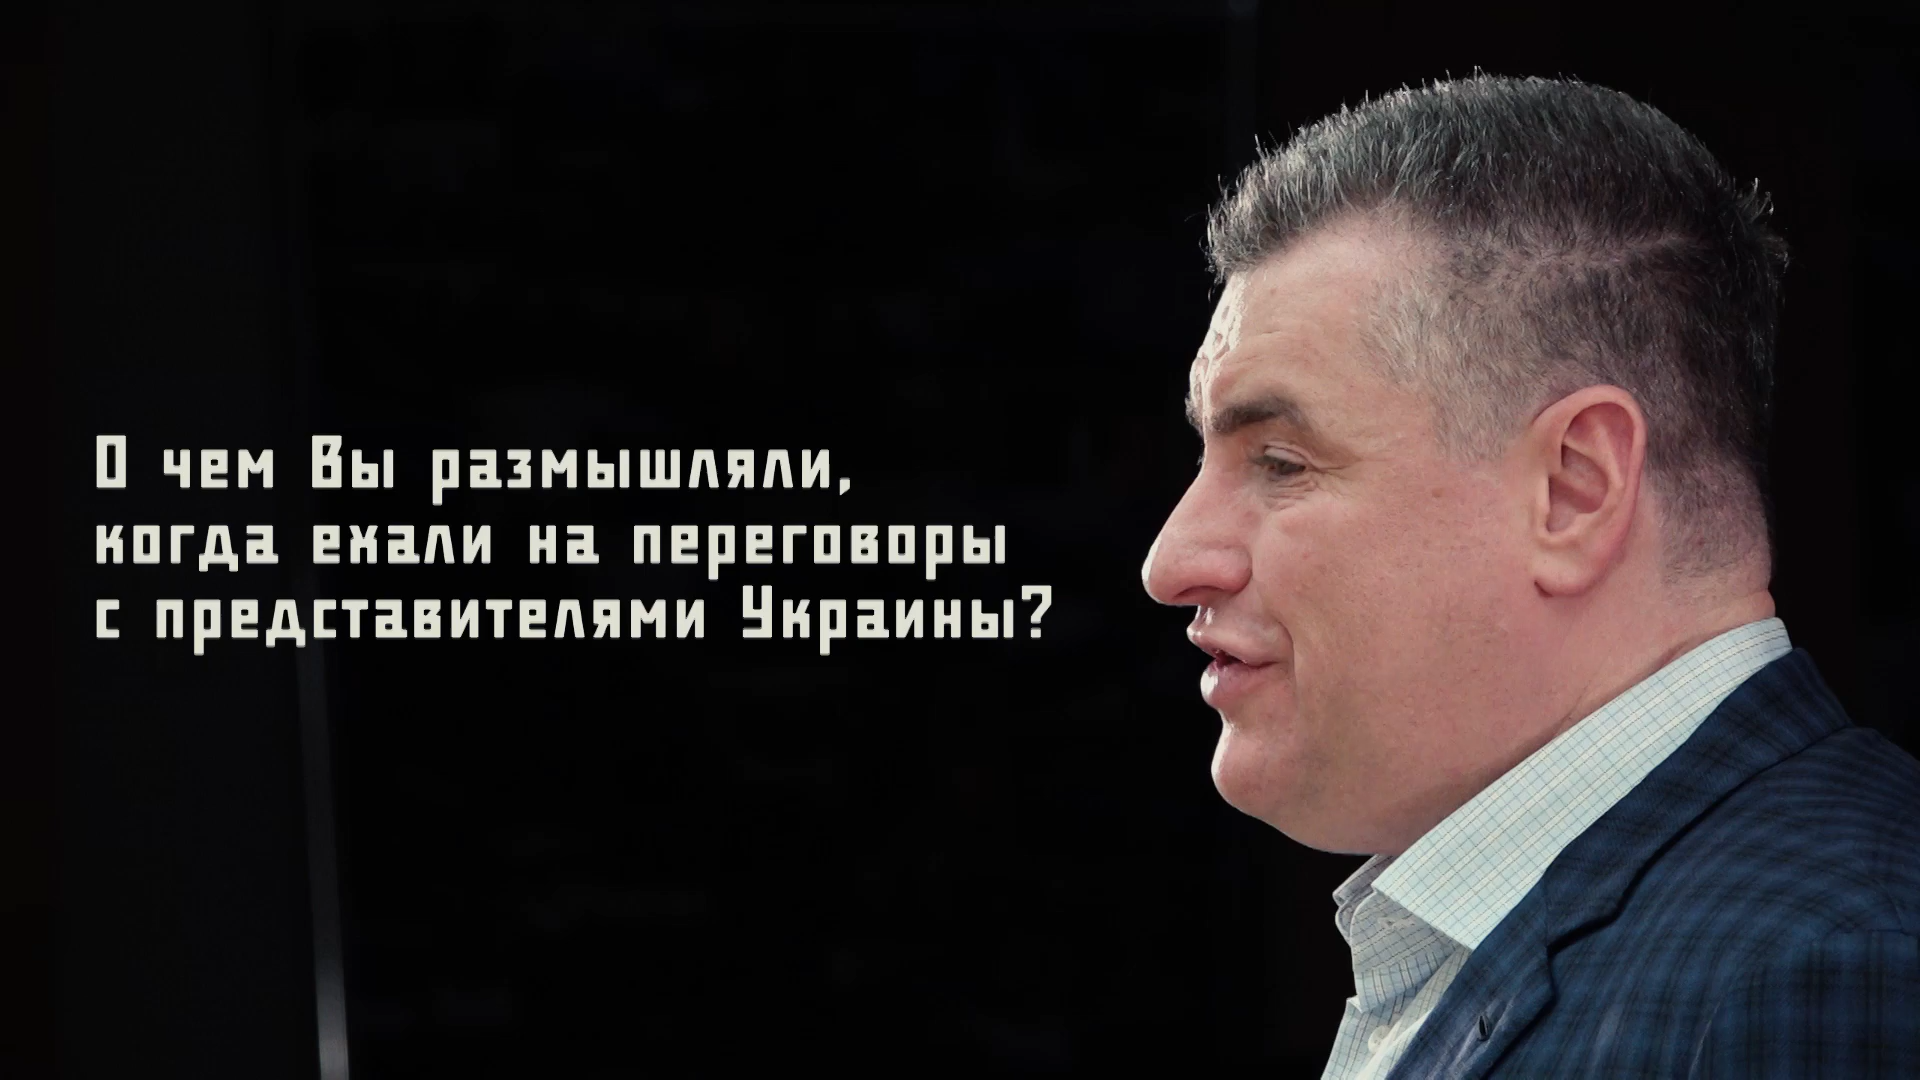 О чем Вы размышляли,
когда ехали на переговоры
с представителями Украины?